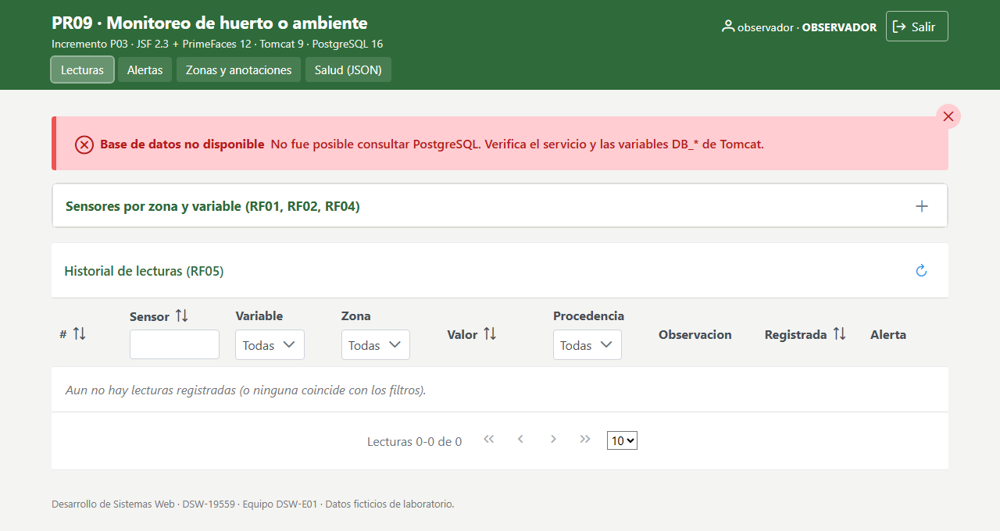 PR09 · Monitoreo de huerto o ambiente
Incremento P03 · JSF 2.3 + PrimeFaces 12 · Tomcat 9 · PostgreSQL 16
observador · OBSERVADOR
Salir
Lecturas
Alertas
Zonas y anotaciones
Salud (JSON)
Base de datos no disponible No fue posible consultar PostgreSQL. Verifica el servicio y las variables DB_* de Tomcat.
Sensores por zona y variable (RF01, RF02, RF04)
Historial de lecturas (RF05)
#
Sensor
Variable
Todas
Zona
Todas
Valor
Procedencia
Todas
Observacion
Registrada
Alerta
Aun no hay lecturas registradas (o ninguna coincide con los filtros).
Lecturas 0-0 de 0
10
Desarrollo de Sistemas Web · DSW-19559 · Equipo DSW-E01 · Datos ficticios de laboratorio.